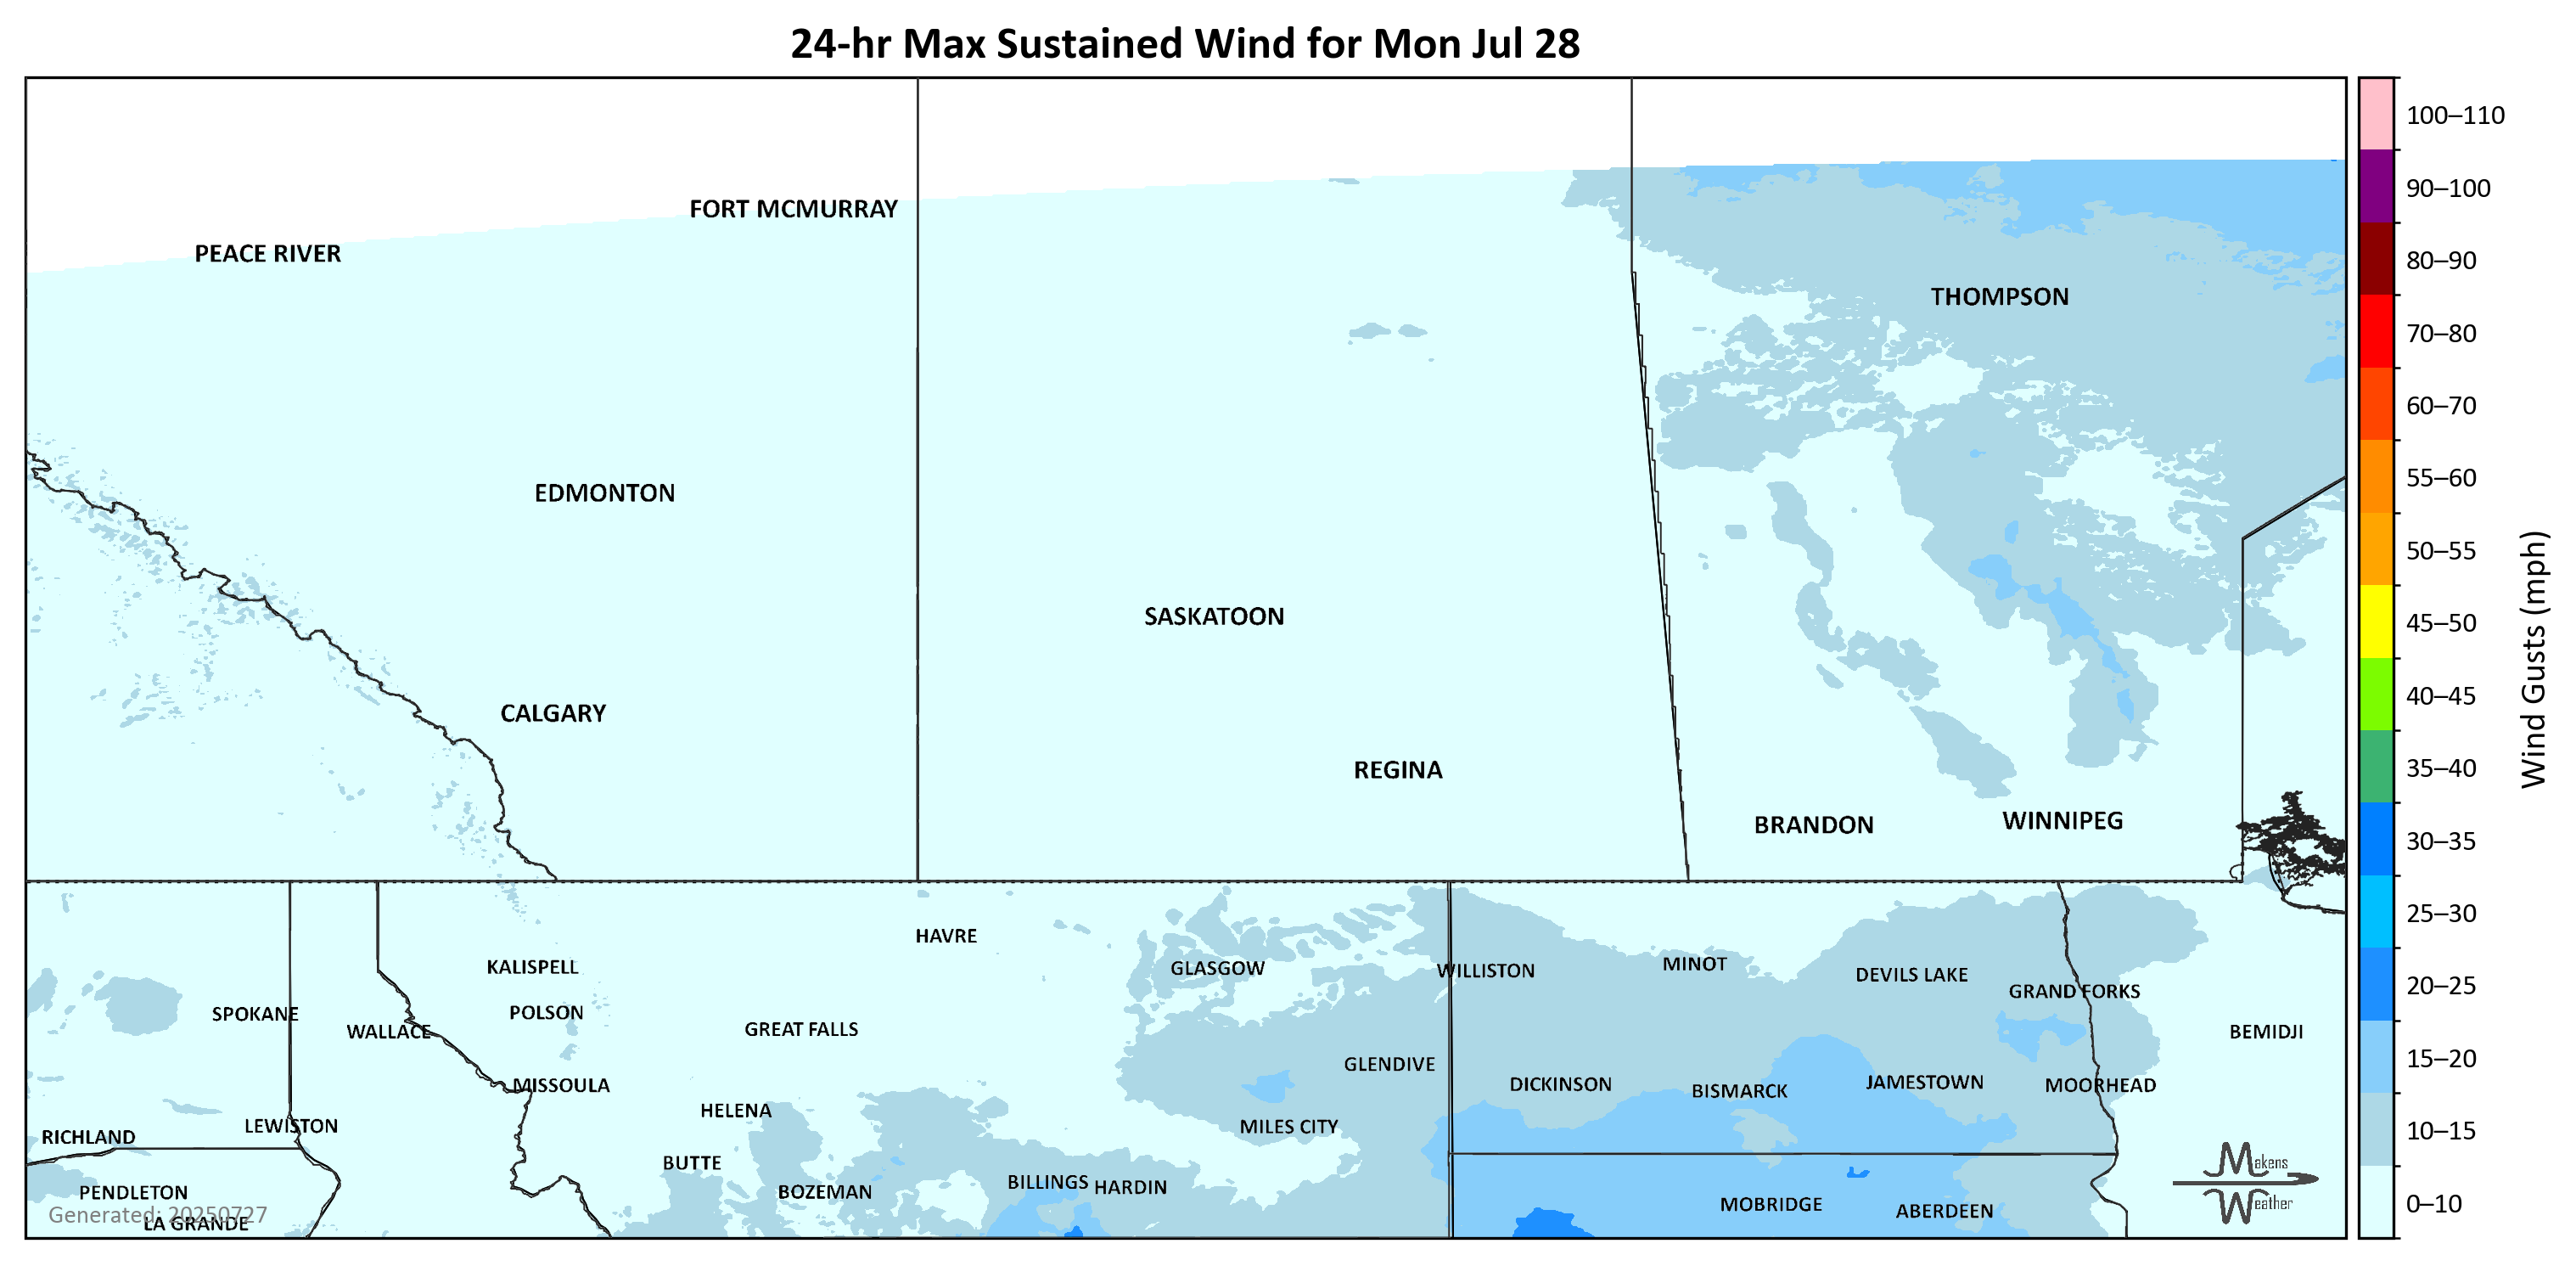 24-hr Max Sustained Wind for Mon Jul 28
100–110
90–100
80–90
70–80
60–70
55–60
50–55
45–50
40–45
35–40
30–35
25–30
20–25
15–20
10–15
0–10
Wind Gusts (mph)
FORT MCMURRAY
PEACE RIVER
THOMPSON
EDMONTON
SASKATOON
CALGARY
REGINA
BRANDON
WINNIPEG
HAVRE
KALISPELL
GLASGOW
WILLISTON
MINOT
DEVILS LAKE
GRAND FORKS
SPOKANE
POLSON
WALLACE
GREAT FALLS
BEMIDJI
GLENDIVE
MISSOULA
DICKINSON
BISMARCK
JAMESTOWN
MOORHEAD
HELENA
LEWISTON
MILES CITY
RICHLAND
BUTTE
BILLINGS
HARDIN
PENDLETON
BOZEMAN
MOBRIDGE
ABERDEEN
LA GRANDE
Generated: 20250727
Makens
Weather